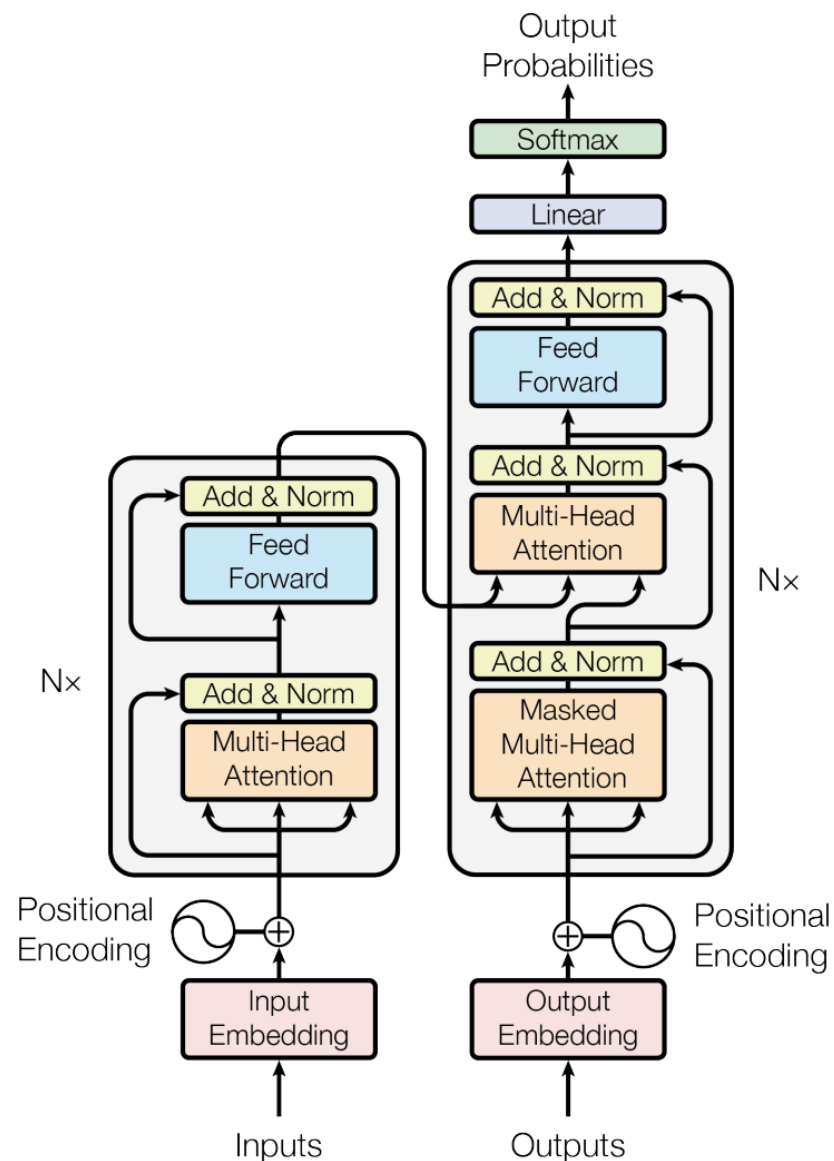 Output
Probabilities
Softmax
Linear
Add & Norm
Feed
Forward
Add & Norm
Multi-Head
Attention
Nx
Add & Norm
Masked
Multi-Head
Attention
Add & Norm
Feed
Forward
Nx
Add & Norm
Multi-Head
Attention
Positional
Encoding
Positional
Encoding
Input
Embedding
Output
Embedding
Inputs
Outputs